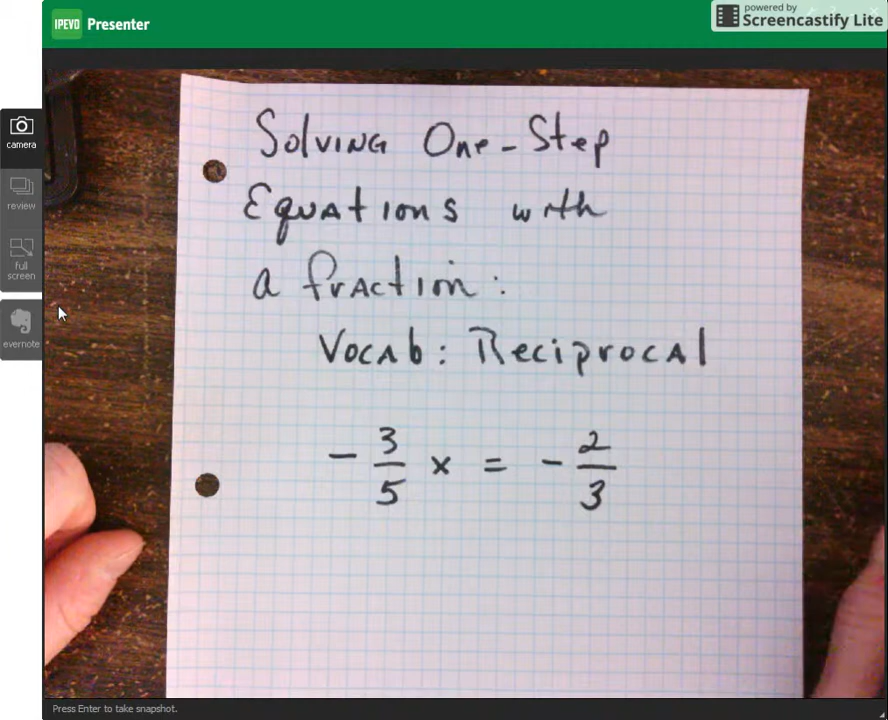 IPEVO Presenter
powered by
Screencastify Lite
camera
review
full
screen
evernote
Solving One-Step
Equations with
a fraction:
Vocab: Reciprocal
- 3/5 x = - 2/3
Press Enter to take snapshot.